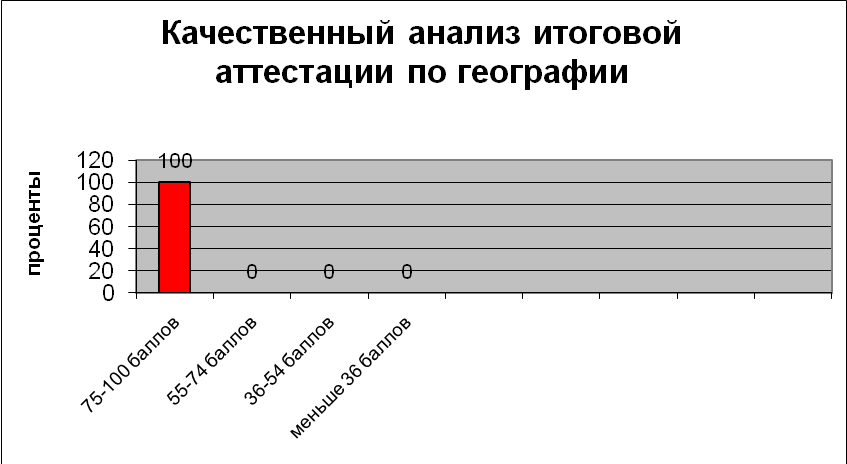 Качественный анализ итоговой
аттестации по географии
проценты
120
100
80
60
40
20
0
100
0
0
0
75-100 баллов
55-74 баллов
36-54 баллов
меньше 36 баллов